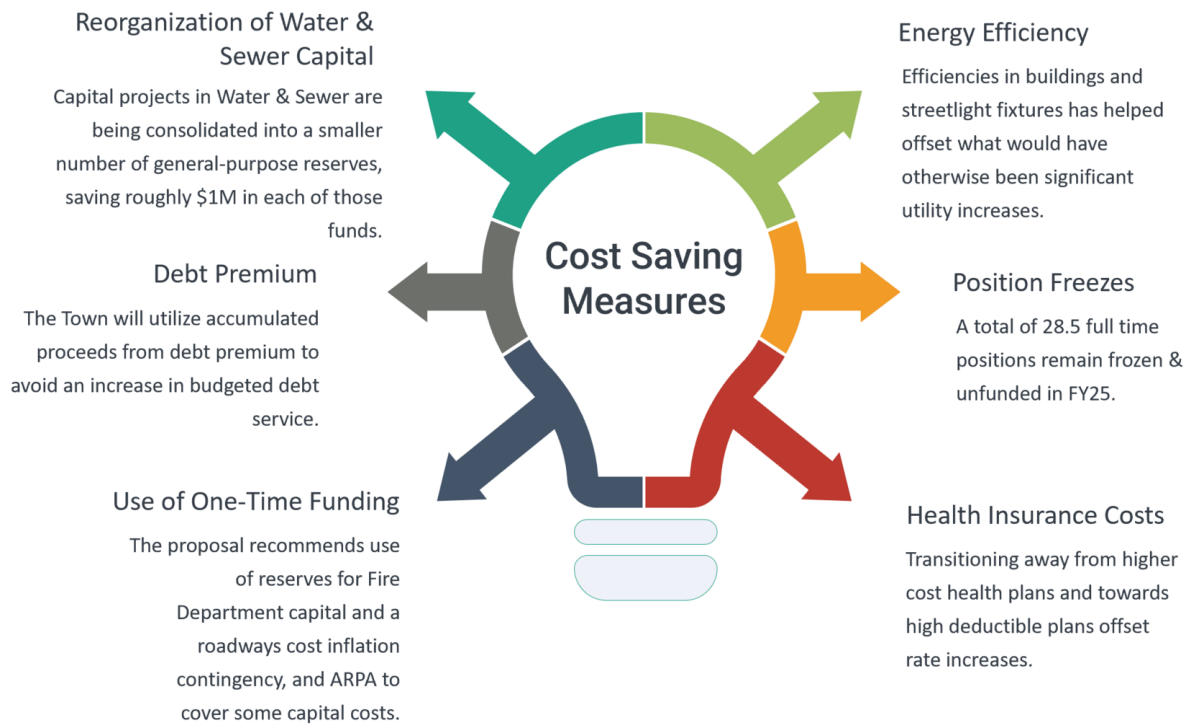 Reorganization of Water &
Sewer Capital
Capital projects in Water & Sewer are
being consolidated into a smaller
number of general-purpose reserves,
saving roughly $1M in each of those
funds.
Debt Premium
The Town will utilize accumulated
proceeds from debt premium to
avoid an increase in budgeted debt
service.
Use of One-Time Funding
The proposal recommends use
of reserves for Fire
Department capital and a
roadways cost inflation
contingency, and ARPA to
cover some capital costs.
Cost Saving
Measures
Energy Efficiency
Efficiencies in buildings and
streetlight fixtures has helped
offset what would have
otherwise been significant
utility increases.
Position Freezes
A total of 28.5 full time
positions remain frozen &
unfunded in FY25.
Health Insurance Costs
Transitioning away from higher
cost health plans and towards
high deductible plans offset
rate increases.